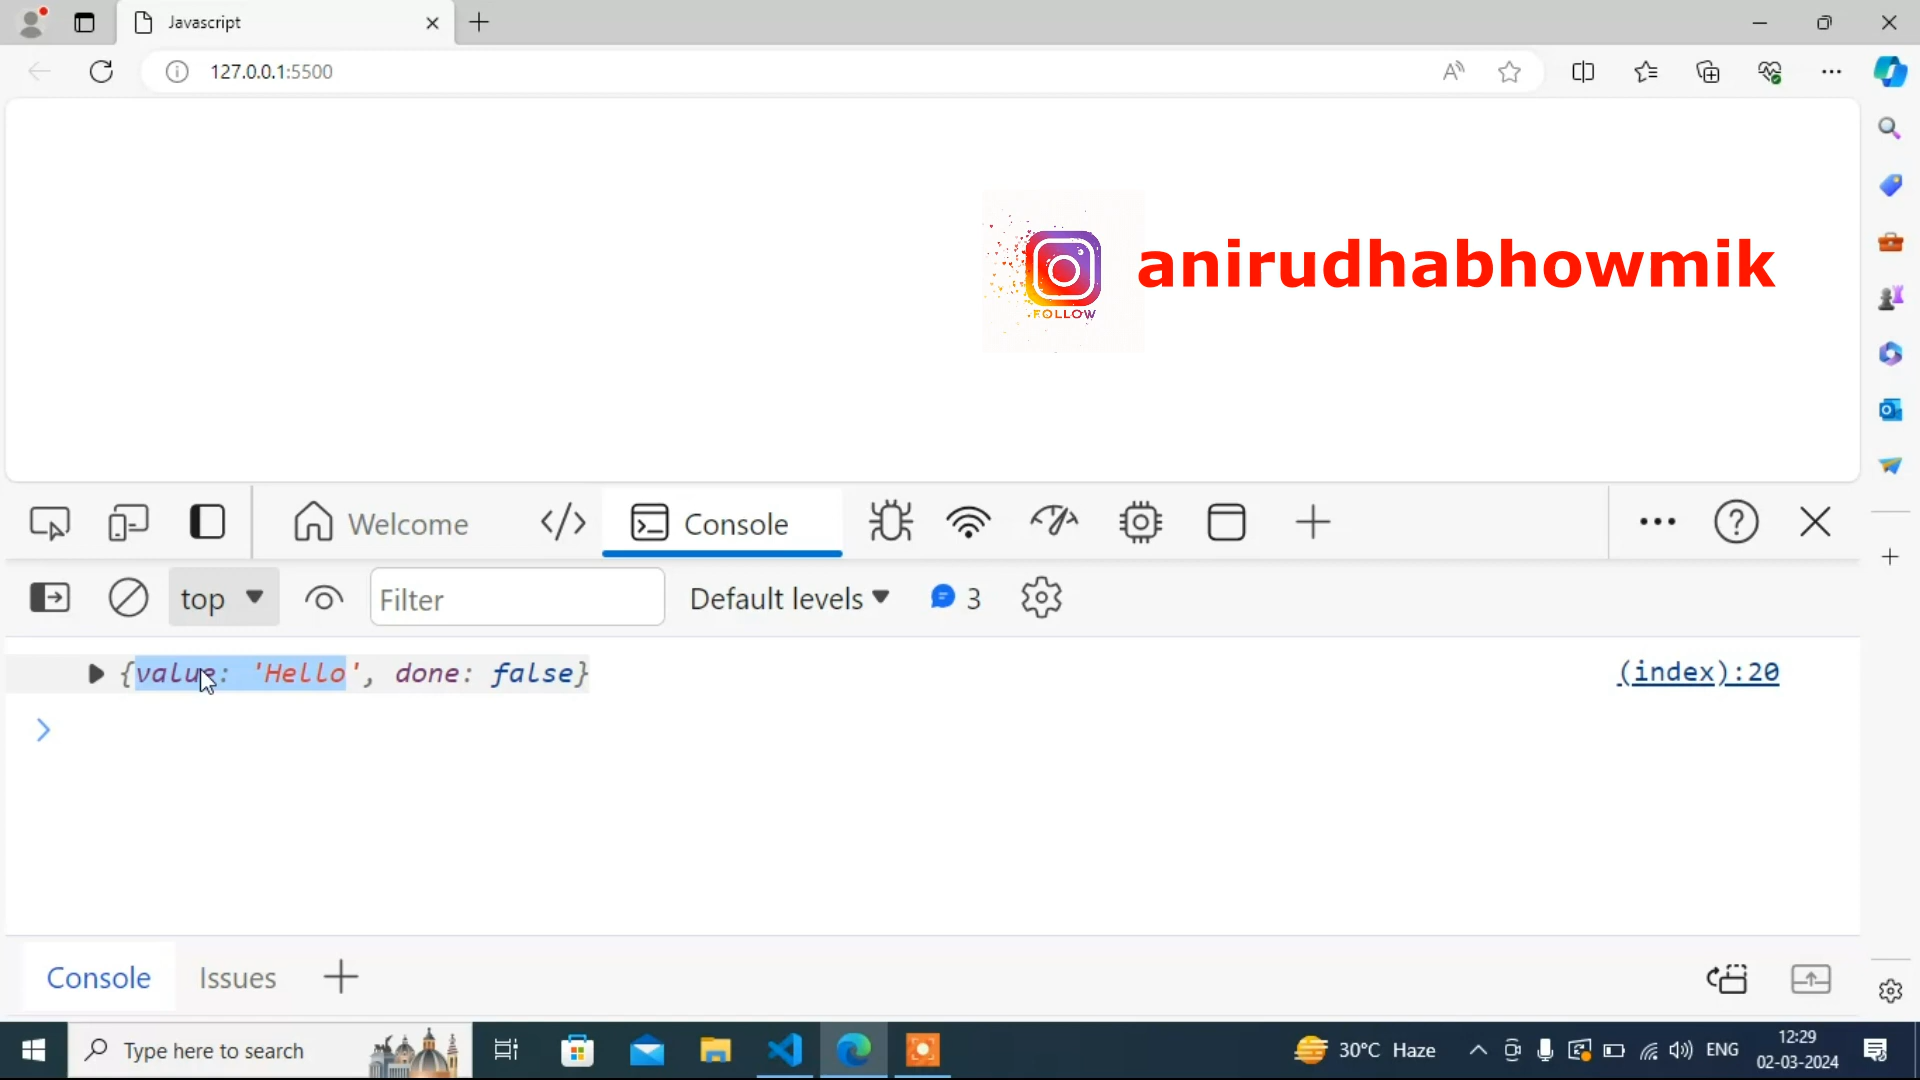 Javascript
127.0.0.1:5500
FOLLOW
anirudhabhowmik
Welcome
Console
top
Filter
Default levels
3
{value: 'Hello', done: false}
(index):20
Console
Issues
Type here to search
30°C Haze
ENG
12:29
02-03-2024